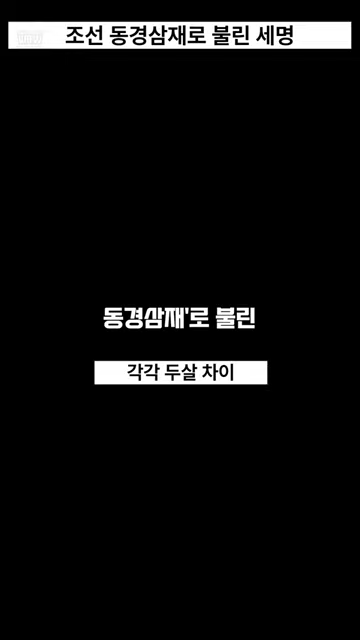 조선 동경삼재로 불린 세명
동경삼재'로 불린
각각 두살 차이